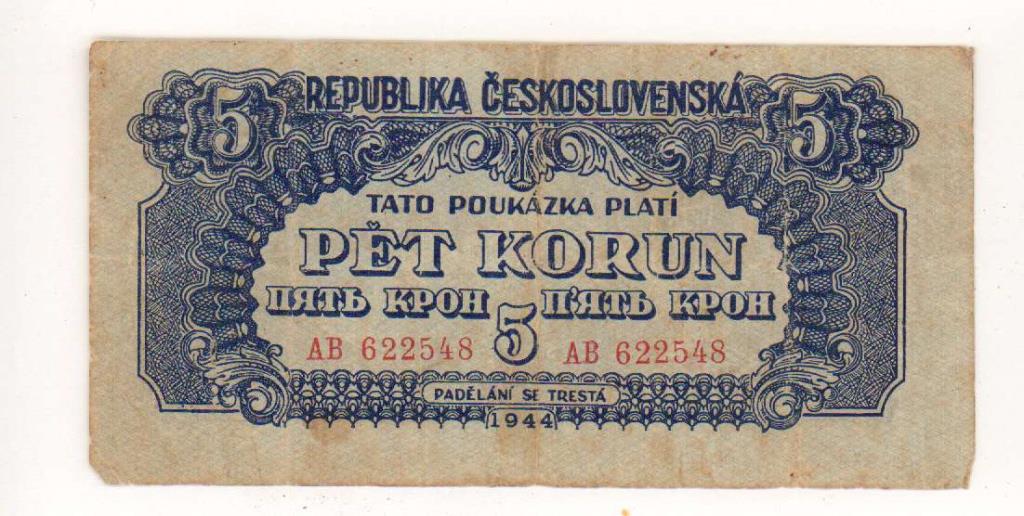 5 REPUBLIKA ČESKOSLOVENSKÁ 5
TATO POUKÁZKA PLATÍ
PĚT KORUN
ПЯТЬ КРОН П'ЯТЬ КРОН
AB 622548 5 AB 622548
PADĚLÁNÍ SE TRESTÁ
1944